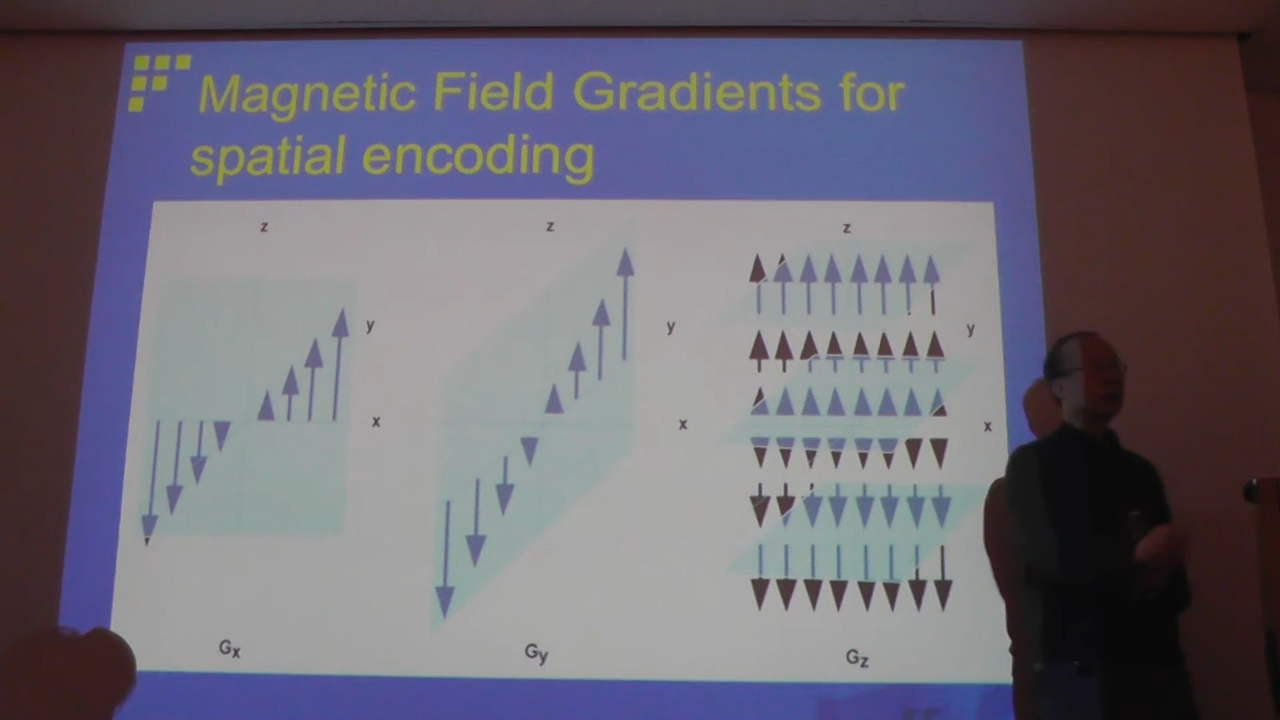 Magnetic Field Gradients for
spatial encoding
z
z
z
y
y
y
x
x
x
Gx
Gy
Gz